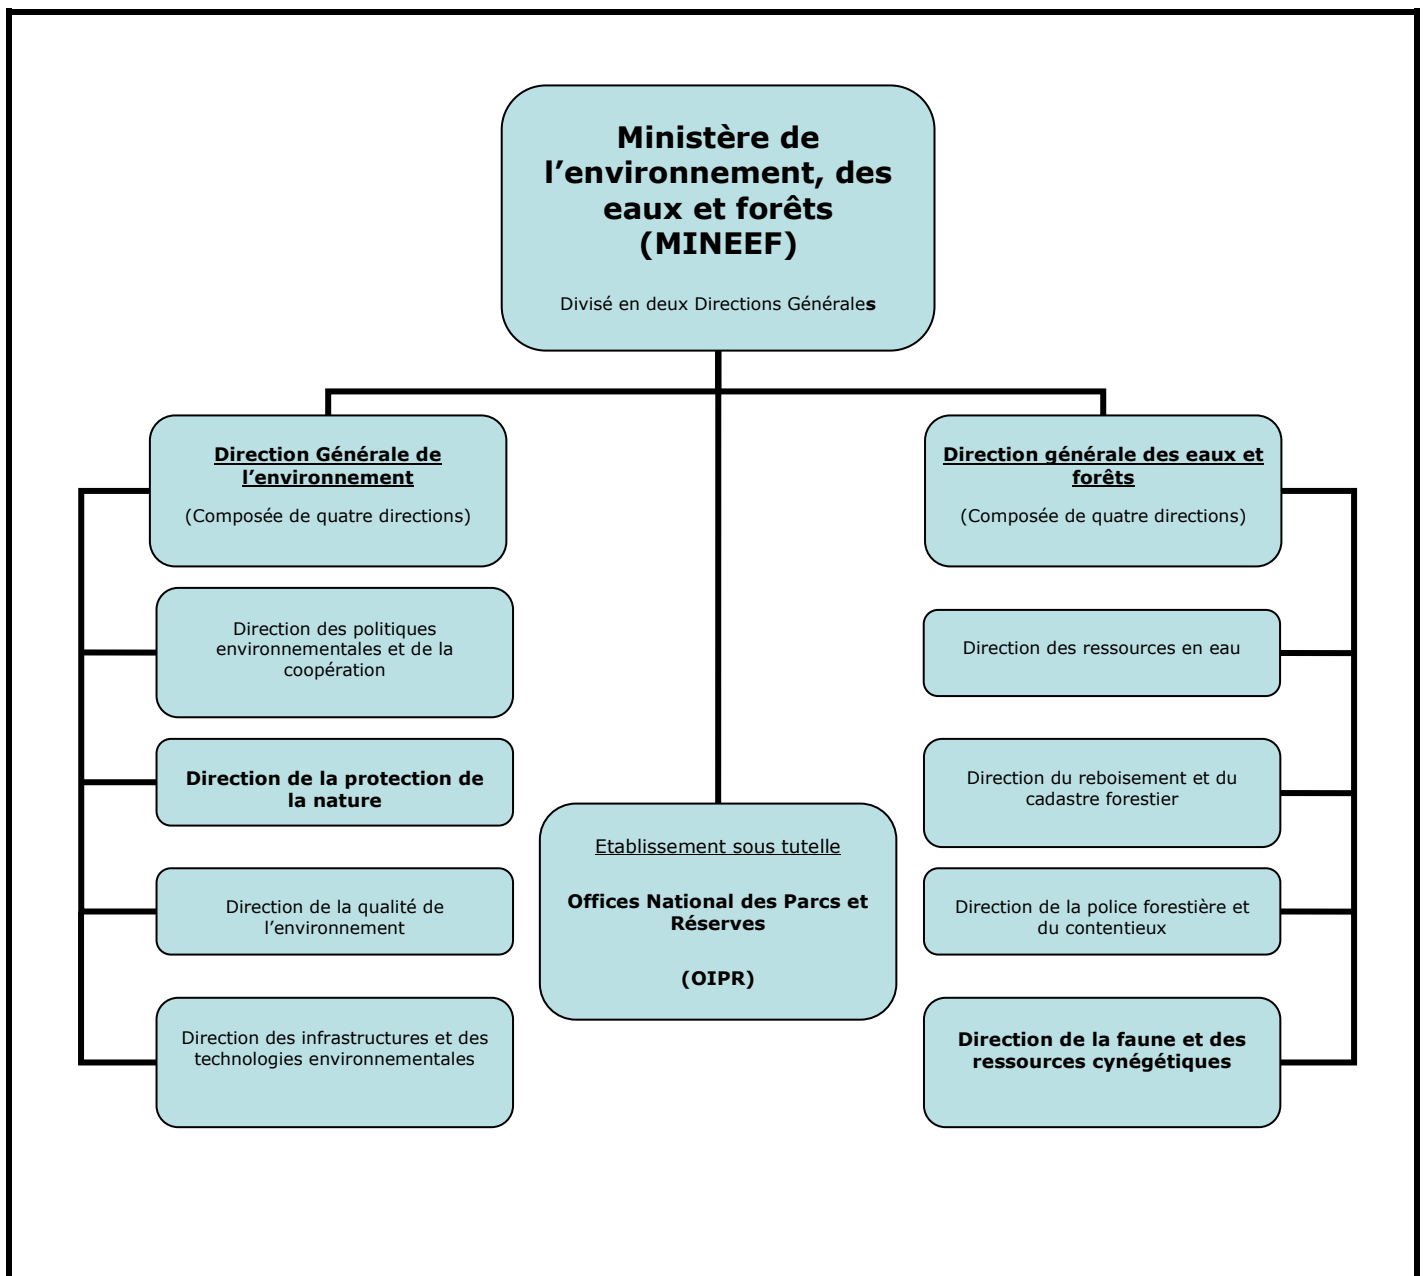 Ministère de
l’environnement, des
eaux et forêts
(MINEEF)
Divisé en deux Directions Générales
Direction Générale de
l’environnement
(Composée de quatre directions)
Direction des politiques
environnementales et de la
coopération
Direction de la protection de
la nature
Direction de la qualité de
l’environnement
Direction des infrastructures et des
technologies environnementales
Etablissement sous tutelle
Offices National des Parcs et
Réserves
(OIPR)
Direction générale des eaux et
forêts
(Composée de quatre directions)
Direction des ressources en eau
Direction du reboisement et du
cadastre forestier
Direction de la police forestière et
du contentieux
Direction de la faune et des
ressources cynégétiques